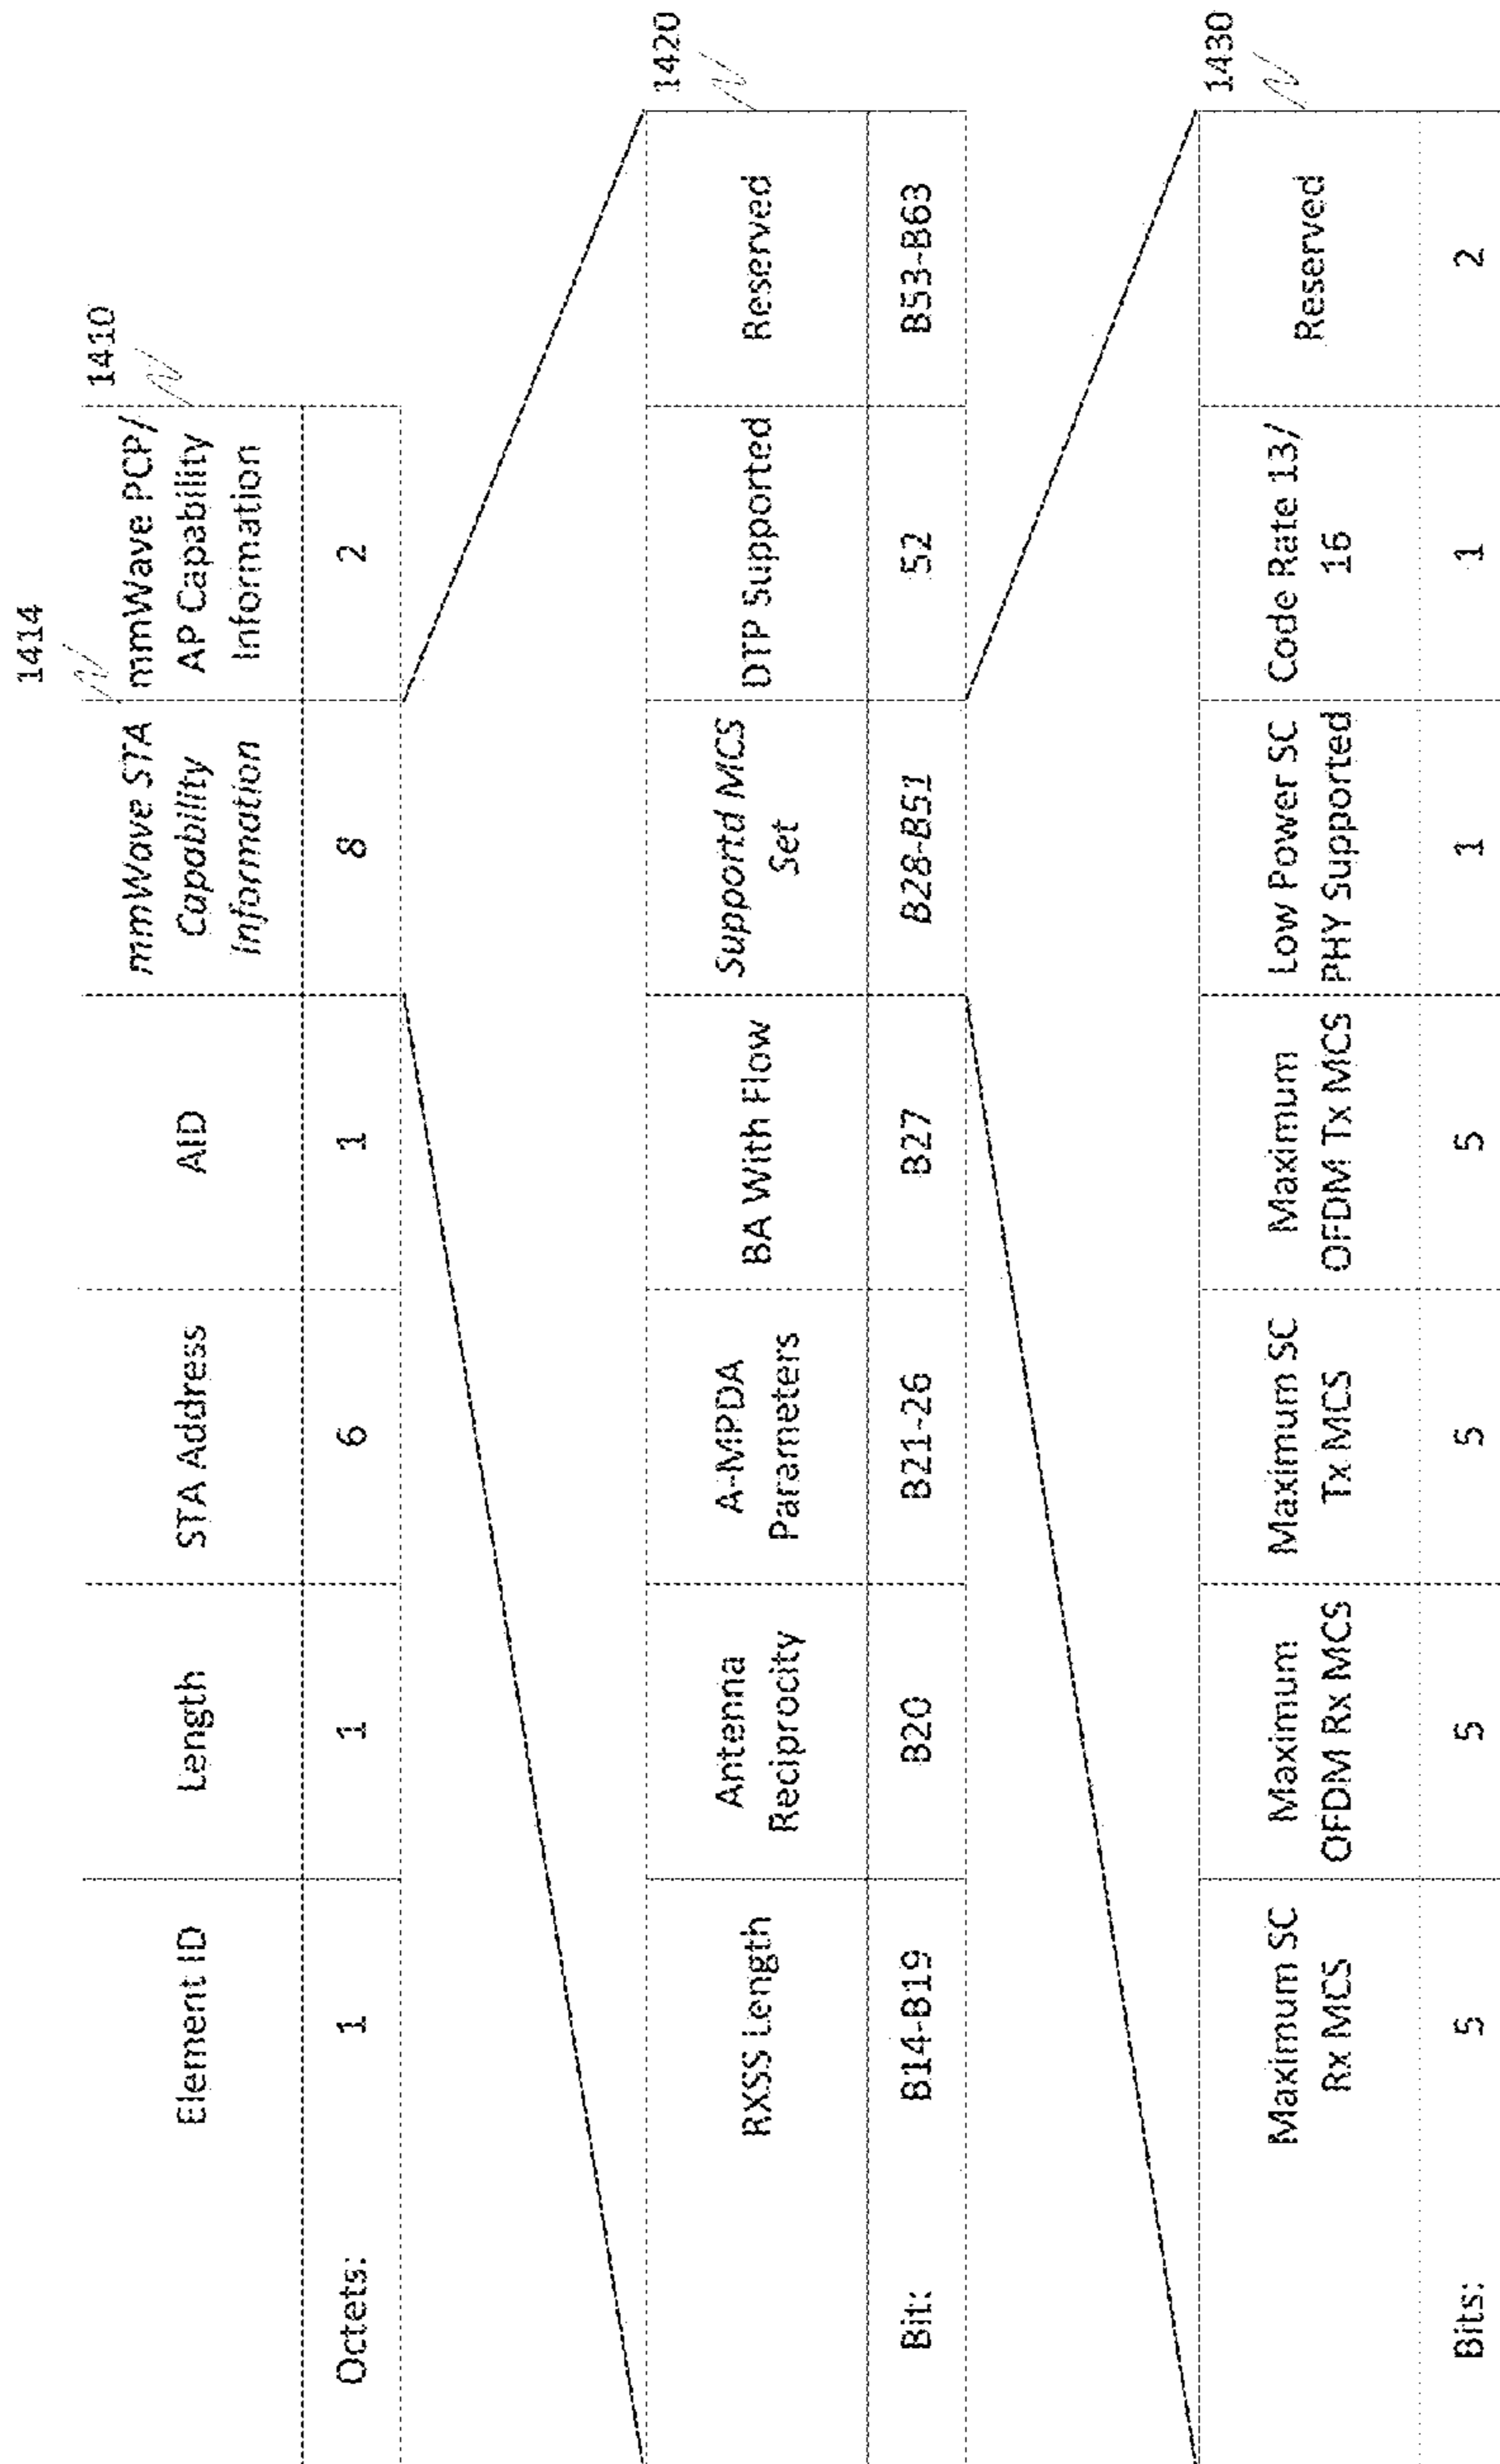 1414
1410
Element ID
Length
STA Address
AID
mmWave STA
Capability
Information
mmWave PCP/
AP Capability
Information
Octets:
1
1
6
1
8
2
1420
RXSS Length
Antenna
Reciprocity
A-MPDA
Parameters
BA With Flow
Supportd MCS
Set
DTP Supported
Reserved
Bit:
B14-B19
B20
B21-26
B27
B28-B51
52
B53-B63
1430
Maximum SC
Rx MCS
Maximum
OFDM Rx MCS
Maximum SC
Tx MCS
Maximum
OFDM Tx MCS
Low Power SC
PHY Supported
Code Rate 13/
16
Reserved
Bits:
5
5
5
5
1
1
2